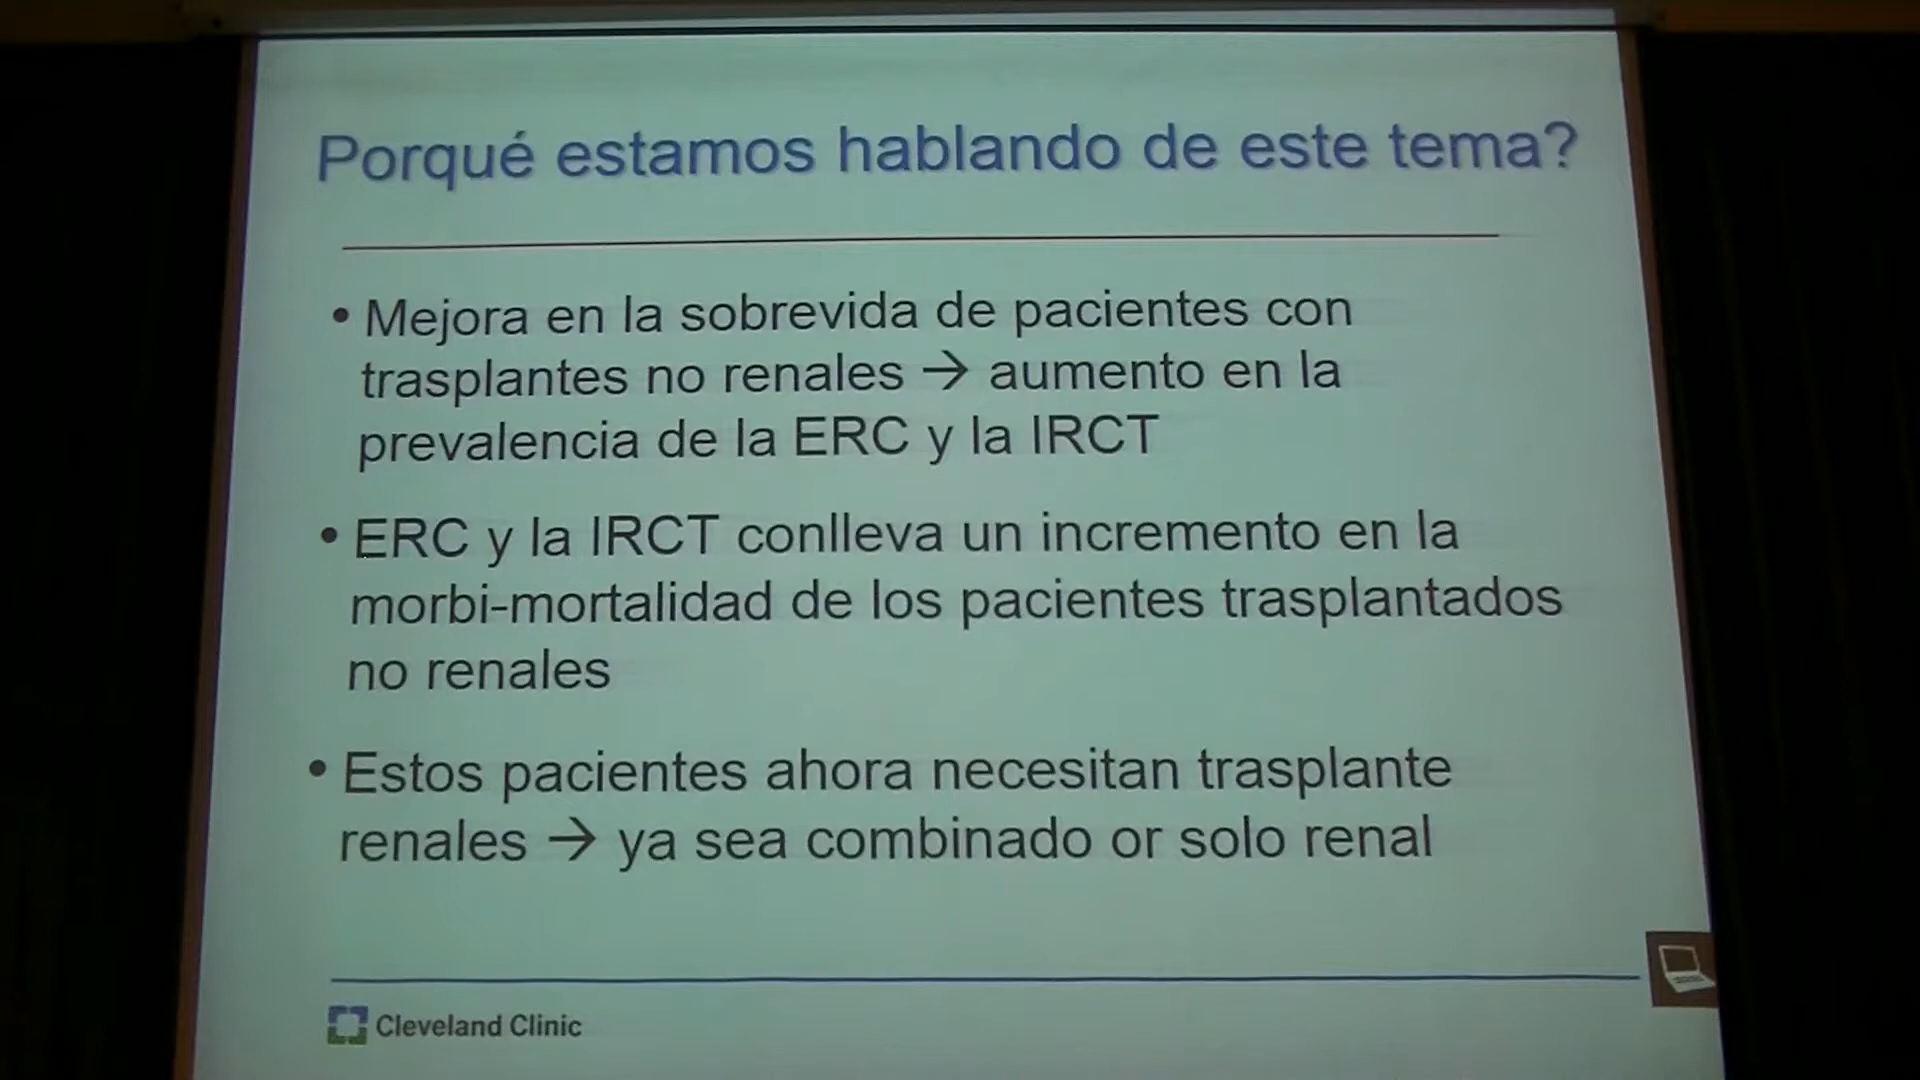 Porqué estamos hablando de este tema?
• Mejora en la sobrevida de pacientes con
trasplantes no renales → aumento en la
prevalencia de la ERC y la IRCT
• ERC y la IRCT conlleva un incremento en la
morbi-mortalidad de los pacientes trasplantados
no renales
• Estos pacientes ahora necesitan trasplante
renales → ya sea combinado or solo renal
Cleveland Clinic